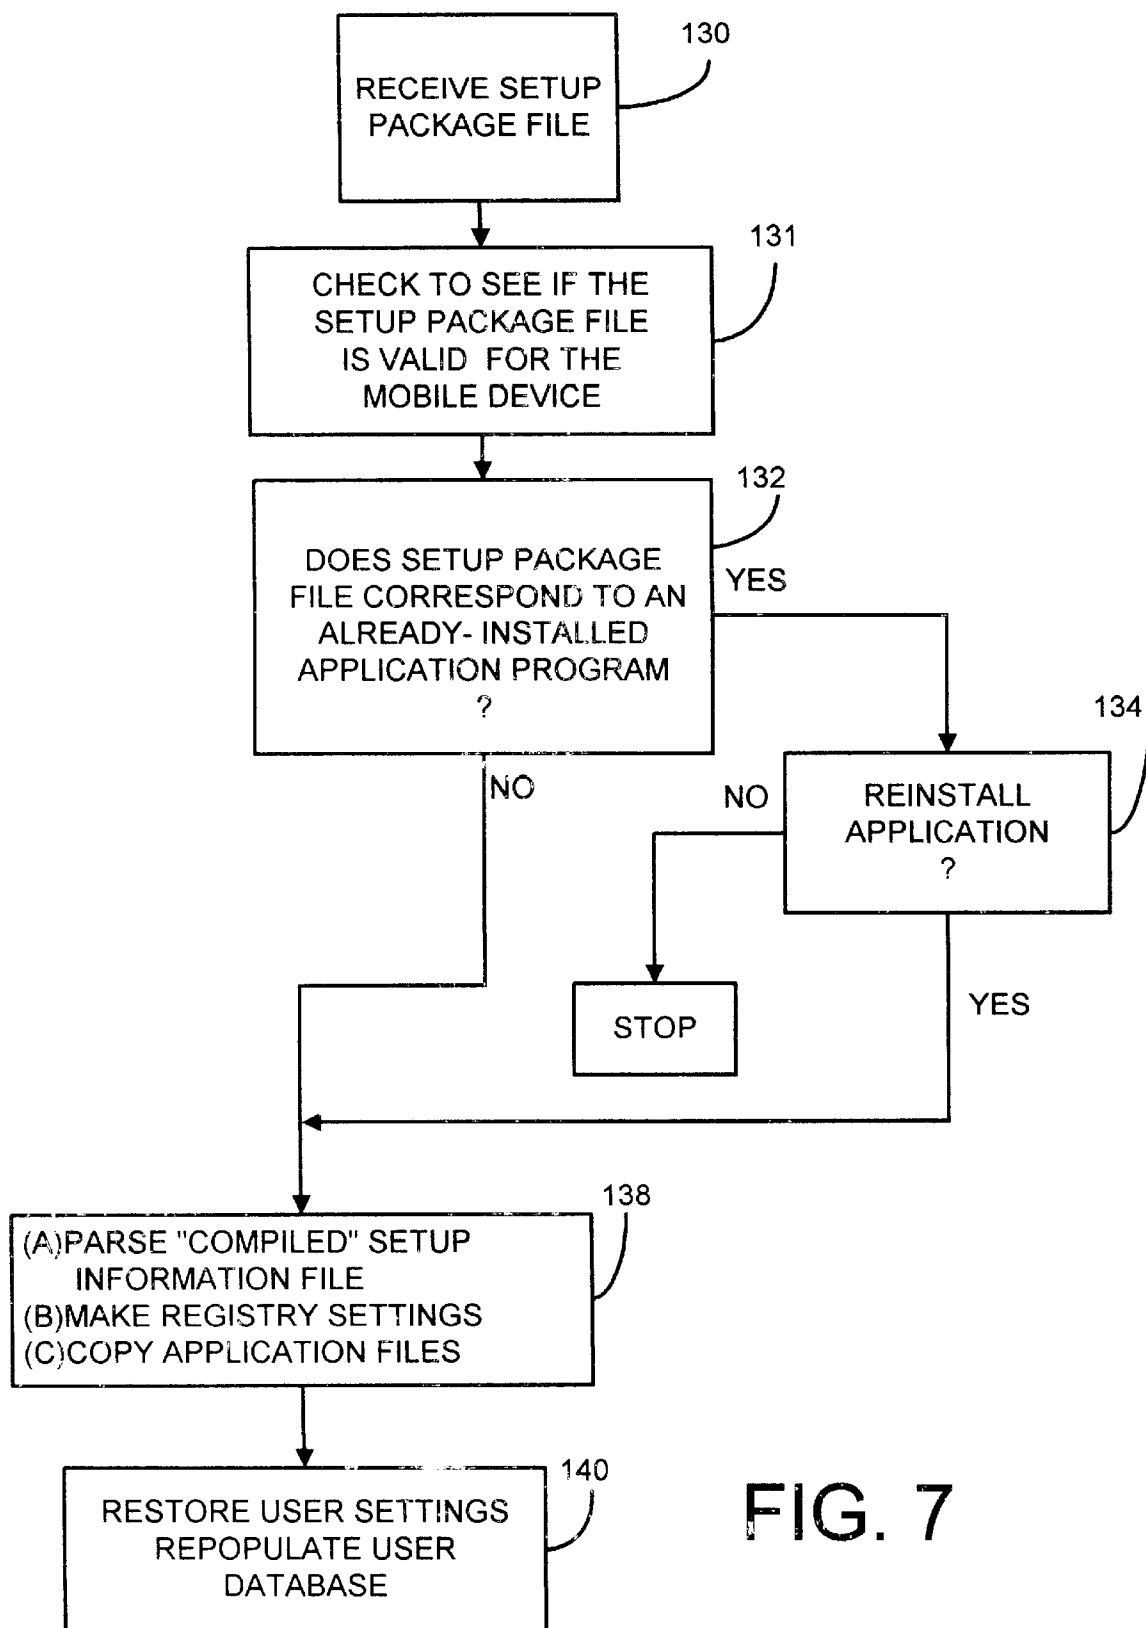 130
RECEIVE SETUP
PACKAGE FILE
131
CHECK TO SEE IF THE
SETUP PACKAGE FILE
IS VALID FOR THE
MOBILE DEVICE
132
DOES SETUP PACKAGE
FILE CORRESPOND TO AN
ALREADY- INSTALLED
APPLICATION PROGRAM
?
YES
NO
134
REINSTALL
APPLICATION
?
NO
STOP
YES
138
(A)PARSE "COMPILED" SETUP
INFORMATION FILE
(B)MAKE REGISTRY SETTINGS
(C)COPY APPLICATION FILES
140
RESTORE USER SETTINGS
REPOPULATE USER
DATABASE
FIG. 7